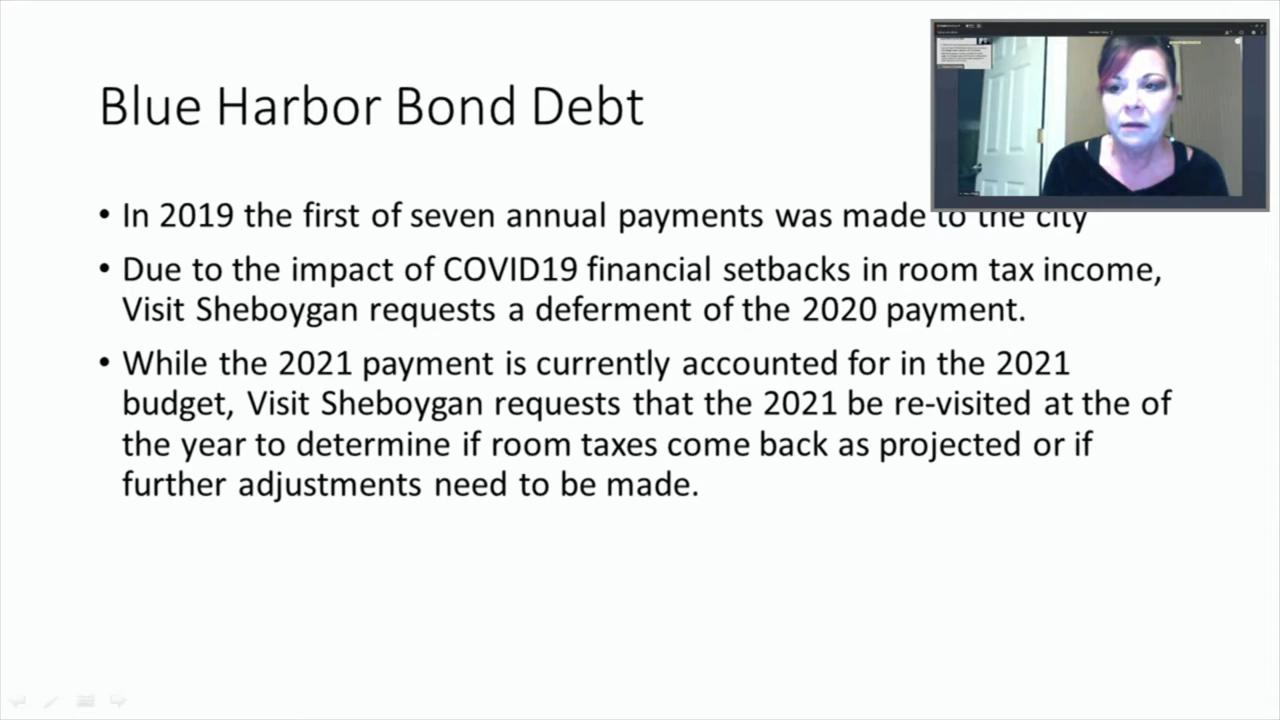 Blue Harbor Bond Debt
• In 2019 the first of seven annual payments was made to the city
• Due to the impact of COVID19 financial setbacks in room tax income,
Visit Sheboygan requests a deferment of the 2020 payment.
• While the 2021 payment is currently accounted for in the 2021
budget, Visit Sheboygan requests that the 2021 be re-visited at the of
the year to determine if room taxes come back as projected or if
further adjustments need to be made.